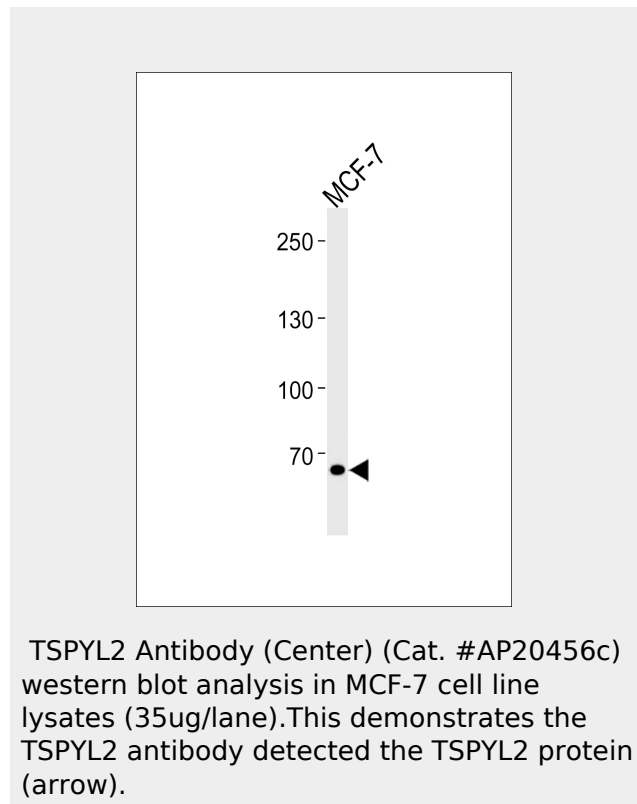 MCF-7
250
130
100
70
TSPYL2 Antibody (Center) (Cat. #AP20456c)
western blot analysis in MCF-7 cell line
lysates (35ug/lane).This demonstrates the
TSPYL2 antibody detected the TSPYL2 protein
(arrow).